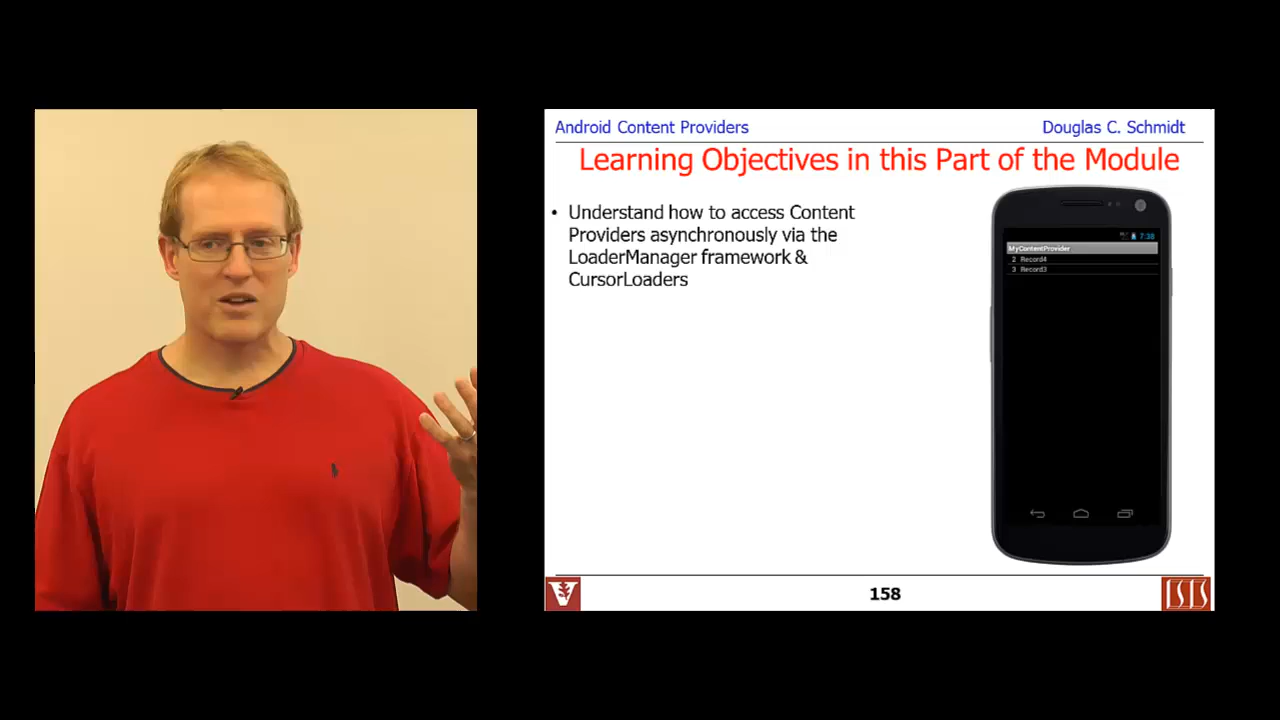 Android Content Providers
Douglas C. Schmidt
Learning Objectives in this Part of the Module
• Understand how to access Content
Providers asynchronously via the
LoaderManager framework &
CursorLoaders
7:38
MyContentProvider
2 Record4
3 Record3
158
V
ISIS